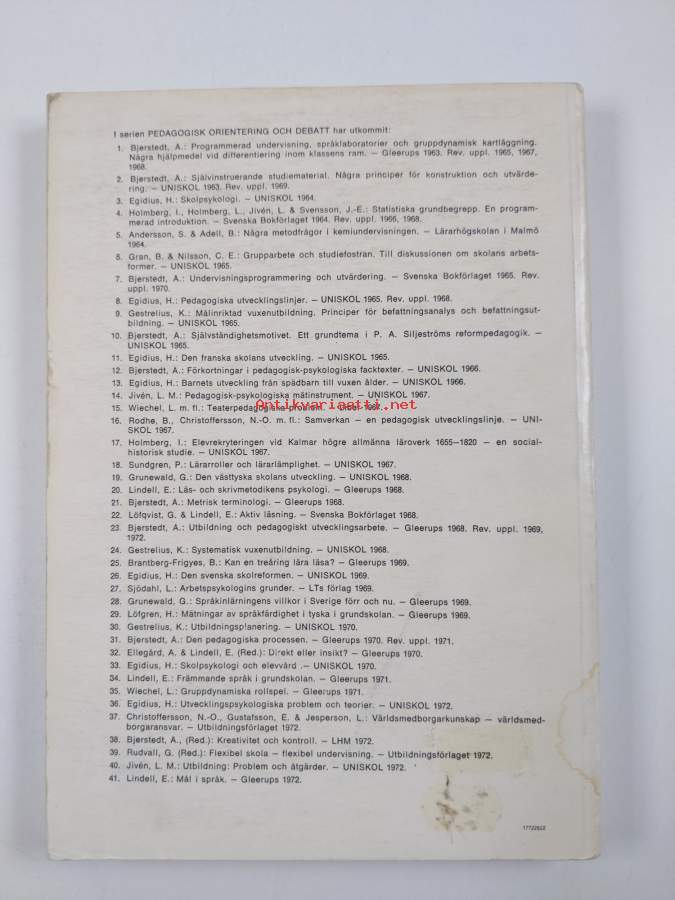 I serien PEDAGOGISK ORIENTERING OCH DEBATT har utkommit:
1. Bjerstedt, Å.: Programmerad undervisning, språklaboratorier och gruppdynamisk kartläggning.
Några hjälpmedel vid differentiering inom klassens ram. – Gleerups 1963. Rev. uppl. 1965, 1967,
1968.
2. Bjerstedt, Å.: Självinstruerande studiematerial. Några principer för konstruktion och utvärde-
ring. – UNISKOL 1963. Rev. uppl. 1969.
3. Egidius, H.: Skolpsykologi. – UNISKOL 1964.
4. Holmberg, I., Holmberg, L., Jivén, L. & Svensson, J.-E.: Statistiska grundbegrepp. En program-
merad introduktion. – Svenska Bokförlaget 1964. Rev. uppl. 1966, 1968.
5. Andersson, S. & Adell, B.: Några metodfrågor i kemiundervisningen. – Lärarhögskolan i Malmö
1964.
6. Gran, B. & Nilsson, C. E.: Grupparbete och studiefostran. Till diskussionen om skolans arbets-
former. – UNISKOL 1965.
7. Bjerstedt, Å.: Undervisningsprogrammering och utvärdering. – Svenska Bokförlaget 1965. Rev.
uppl. 1970.
8. Egidius, H.: Pedagogiska utvecklingslinjer. – UNISKOL 1965. Rev. uppl. 1968.
9. Gestrelius, K.: Målinriktad vuxenutbildning. Principer för befattningsanalys och befattningsut-
bildning. – UNISKOL 1965.
10. Bjerstedt, Å.: Självständighetsmotivet. Ett grundtema i P. A. Siljeströms reformpedagogik. –
UNISKOL 1965.
11. Egidius, H.: Den franska skolans utveckling. – UNISKOL 1965.
12. Bjerstedt, Å.: Förkortningar i pedagogisk-psykologiska facktexter. – UNISKOL 1966.
13. Egidius, H.: Barnets utveckling från spädbarn till vuxen ålder. – UNISKOL 1966.
14. Jivén, L. M.: Pedagogisk-psykologiska mätinstrument. – UNISKOL 1967.
Antikvariaatti.net
15. Wiechel, L. m. fl.: Teaterpedagogiska problem. – 1967.
16. Rodhe, B., Christoffersson, N.-O. m. fl.: Samverkan – en pedagogisk utvecklingslinje. – UNI-
SKOL 1967.
17. Holmberg, I.: Elevrekryteringen vid Kalmar högre allmänna läroverk 1655–1820 – en social-
historisk studie. – UNISKOL 1967.
18. Sundgren, P.: Lärarroller och lärarlämplighet. – UNISKOL 1967.
19. Grunewald, G.: Den västtyska skolans utveckling. – UNISKOL 1968.
20. Lindell, E.: Läs- och skrivmetodikens psykologi. – Gleerups 1968.
21. Bjerstedt, Å.: Metrisk terminologi. – Gleerups 1968.
22. Löfqvist, G. & Lindell, E.: Aktiv läsning. – Svenska Bokförlaget 1968.
23. Bjerstedt, Å.: Utbildning och pedagogiskt utvecklingsarbete. – Gleerups 1968. Rev. uppl. 1969,
1972.
24. Gestrelius, K.: Systematisk vuxenutbildning. – UNISKOL 1968.
25. Brantberg-Frigyes, B.: Kan en treåring lära läsa? – Gleerups 1969.
26. Egidius, H.: Den svenska skolreformen. – UNISKOL 1969.
27. Sjödahl, L.: Arbetspsykologins grunder. – LTs förlag 1969.
28. Grunewald, G.: Språkinlärningens villkor i Sverige förr och nu. – Gleerups 1969.
29. Löfgren, H.: Mätningar av språkfärdighet i tyska i grundskolan. – Gleerups 1969.
30. Gestrelius, K.: Utbildningsplanering. – UNISKOL 1970.
31. Bjerstedt, Å.: Den pedagogiska processen. – Gleerups 1970. Rev. uppl. 1971.
32. Ellegård, A. & Lindell, E. (Red.): Direkt eller insikt? – Gleerups 1970.
33. Egidius, H.: Skolpsykologi och elevvård .– UNISKOL 1970.
34. Lindell, E.: Främmande språk i grundskolan. – Gleerups 1971.
35. Wiechel, L.: Gruppdynamiska rollspel. – Gleerups 1971.
36. Egidius, H.: Utvecklingspsykologiska problem och teorier. – UNISKOL 1972.
37. Christoffersson, N.-O., Gustafsson, E. & Jesperson, L.: Världsmedborgarkunskap – världsmed-
borgaransvar. – Utbildningsförlaget 1972.
38. Bjerstedt, Å., (Red.): Kreativitet och kontroll. – LHM 1972.
39. Rudvall, G. (Red.): Flexibel skola – flexibel undervisning. – Utbildningsförlaget 1972.
40. Jivén, L. M.: Utbildning: Problem och åtgärder. – UNISKOL 1972.
41. Lindell, E.: Mål i språk. – Gleerups 1972.
17722522